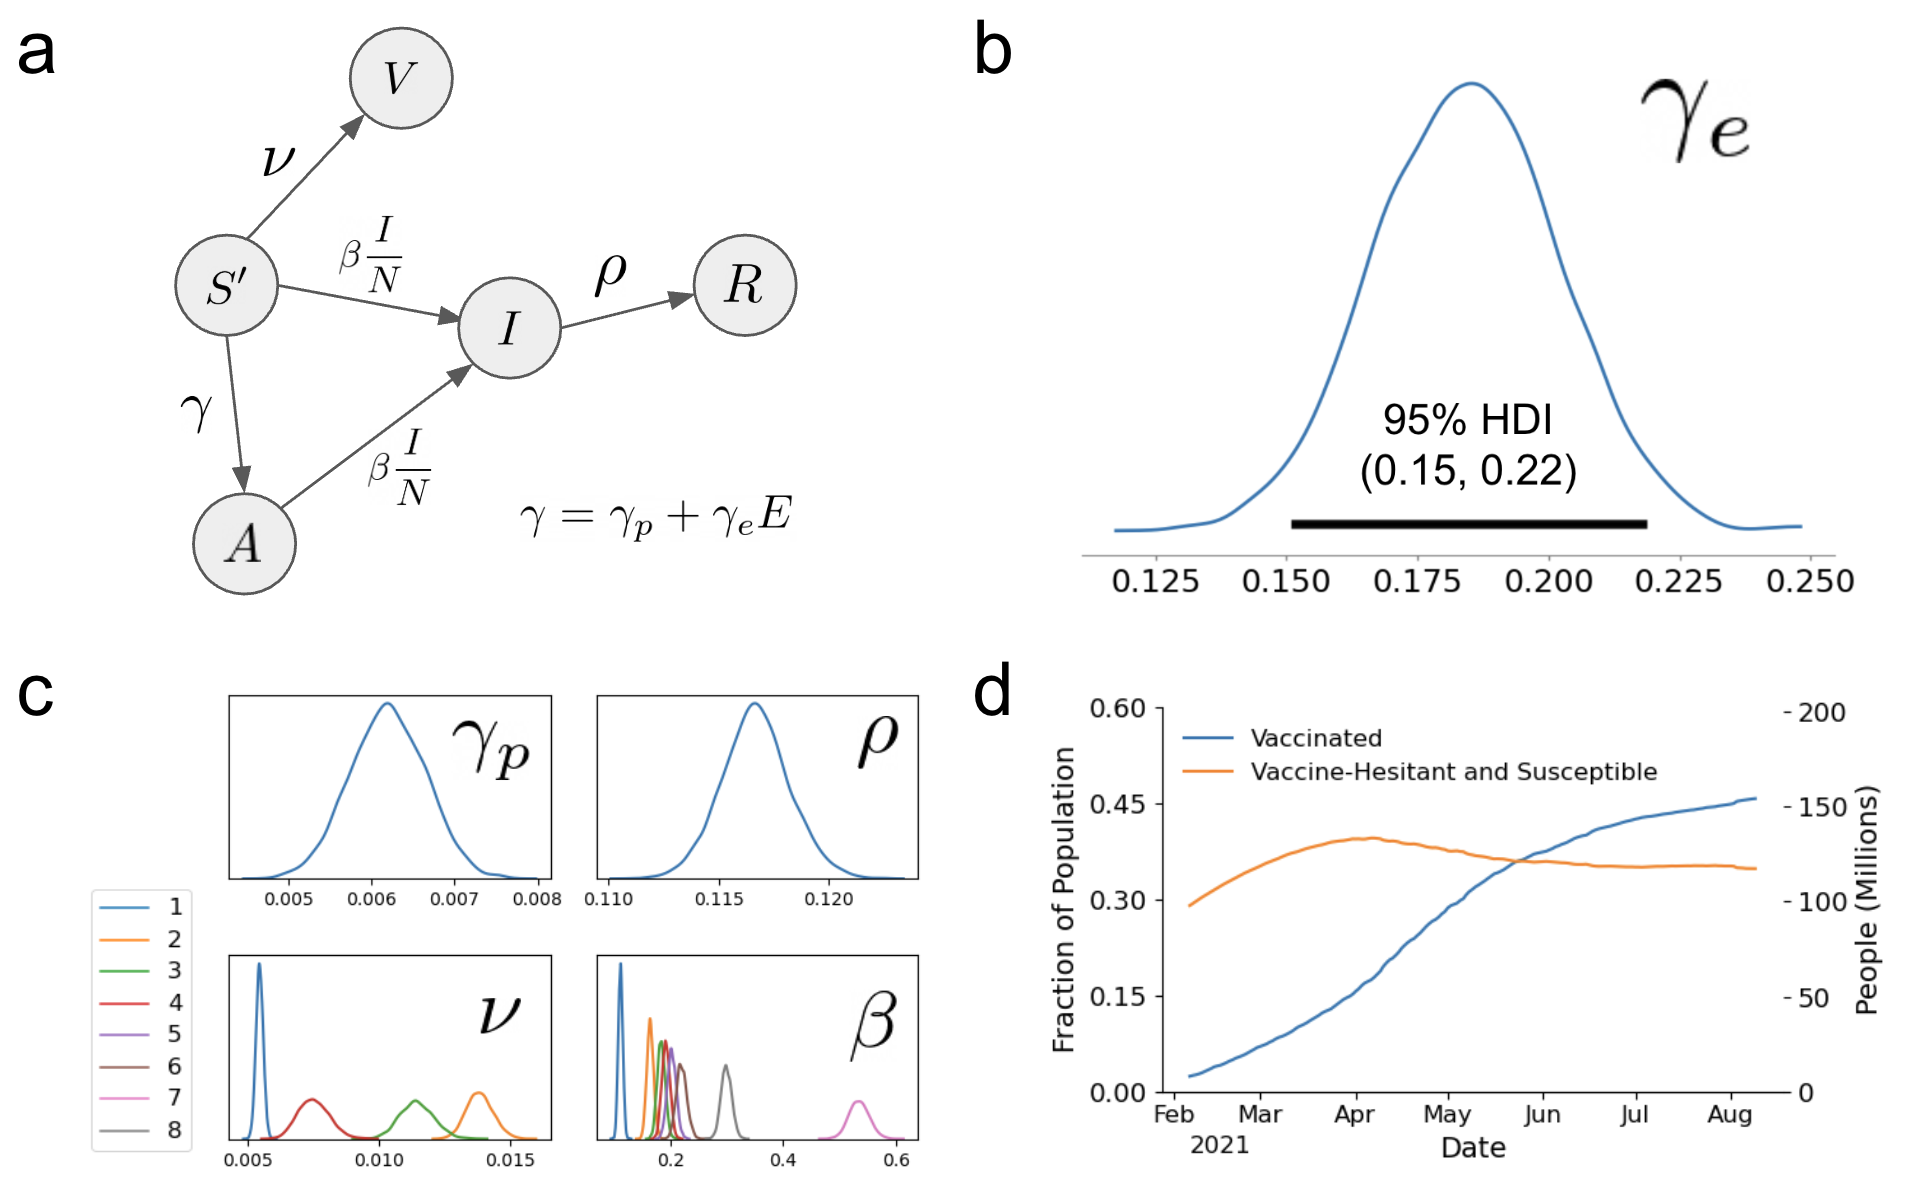 a
V
ν
β I/N
S′
ρ
R
I
γ
β I/N
A
γ = γ_p + γ_e E
b
γ_e
95% HDI
(0.15, 0.22)
0.125 0.150 0.175 0.200 0.225 0.250
c
γ_p
0.005 0.006 0.007 0.008
ρ
0.110 0.115 0.120
1
2
3
4
5
6
7
8
ν
0.005 0.010 0.015
β
0.2 0.4 0.6
d
Fraction of Population
0.60
0.45
0.30
0.15
0.00
Vaccinated
Vaccine-Hesitant and Susceptible
200
150
100
50
0
People (Millions)
Feb Mar Apr May Jun Jul Aug
2021
Date